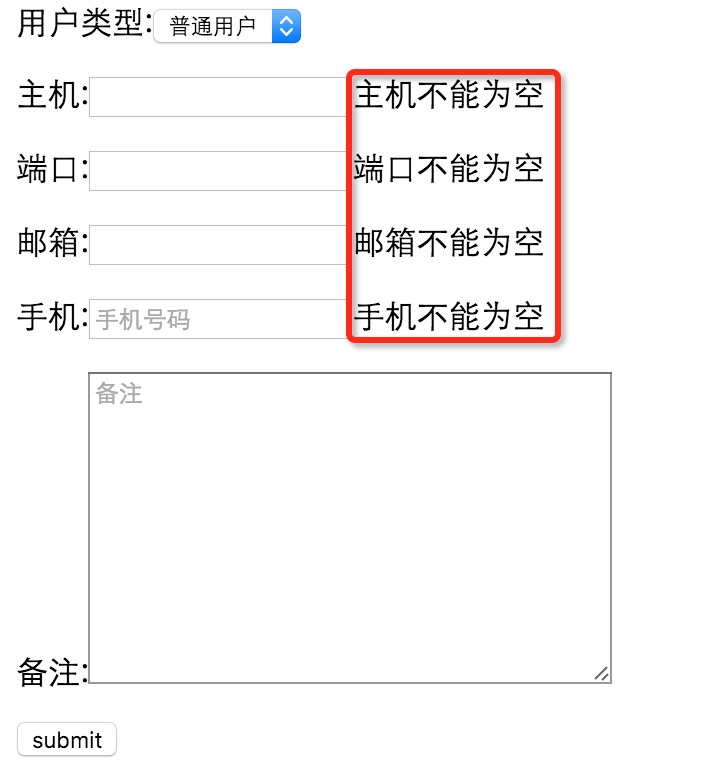 用户类型: 普通用户
主机: 主机不能为空
端口: 端口不能为空
邮箱: 邮箱不能为空
手机: 手机号码 手机不能为空
备注
备注:
submit